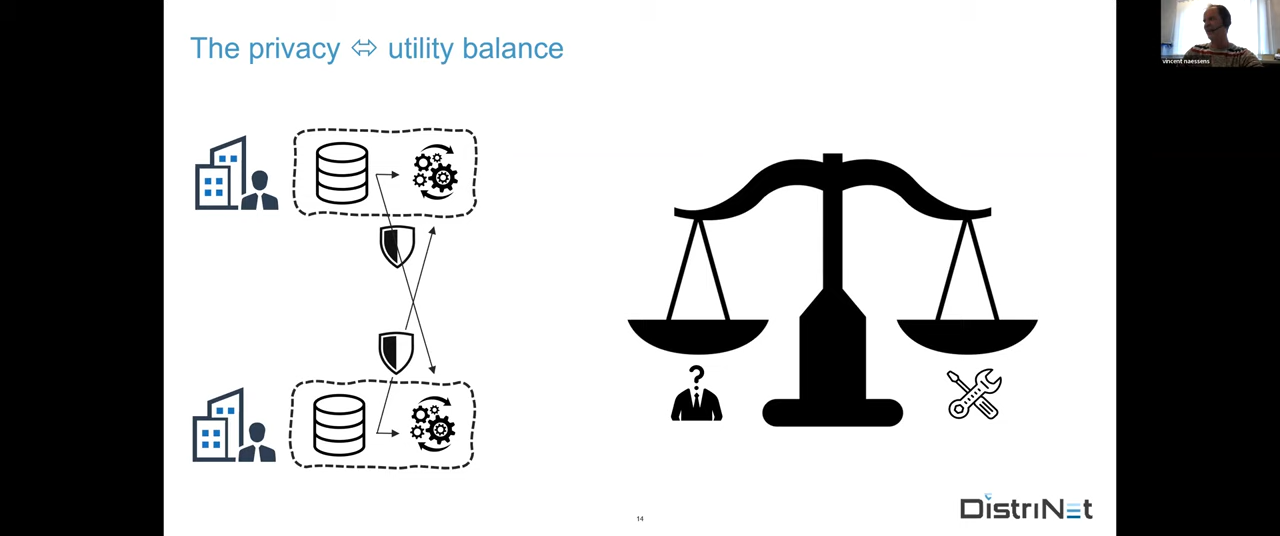 The privacy ⬄ utility balance
vincent naessens
?
14
DistriNet